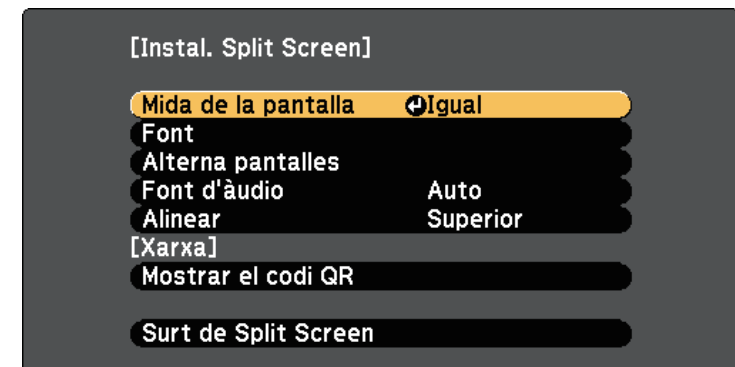 [Instal. Split Screen]
Mida de la pantalla Igual
Font
Alterna pantalles
Font d'àudio Auto
Alinear Superior
[Xarxa]
Mostrar el codi QR
Surt de Split Screen